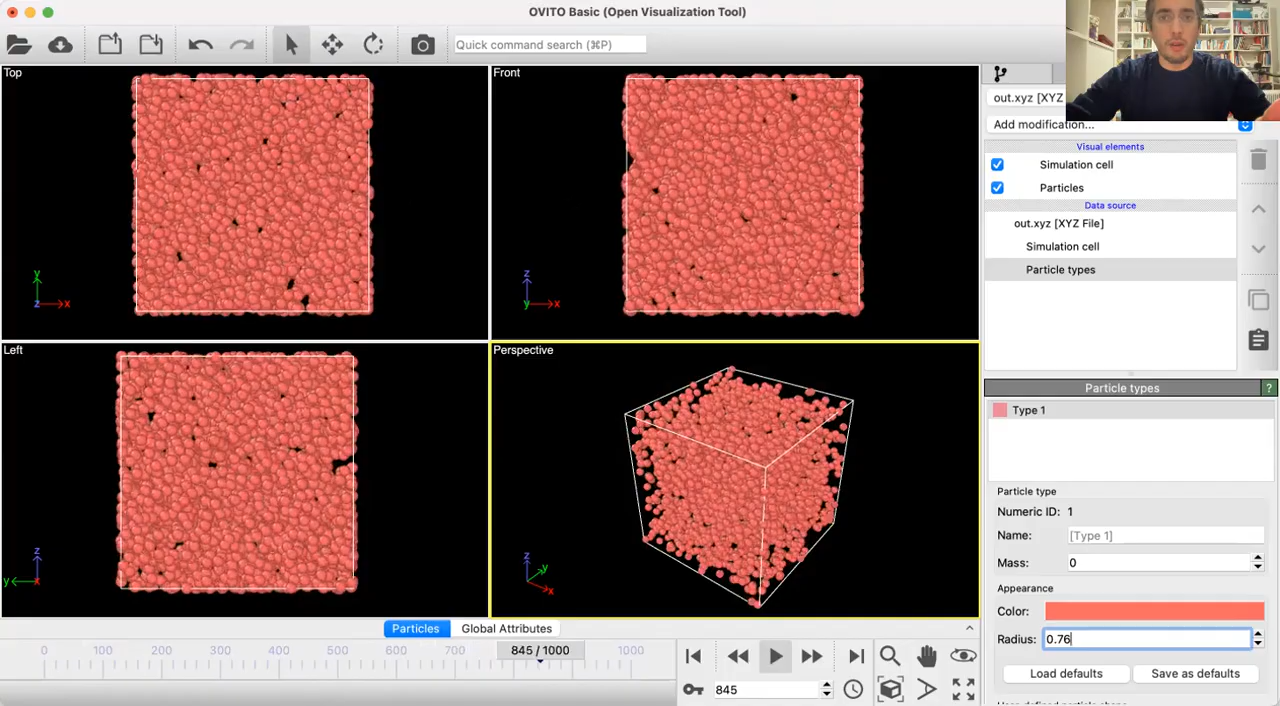 OVITO Basic (Open Visualization Tool)
Quick command search (⌘P)
Top
y
z
x
Front
z
y
x
Left
z
y
x
Perspective
z
y
x
out.xyz [XYZ
Add modification...
Visual elements
Simulation cell
Particles
Data source
out.xyz [XYZ File]
Simulation cell
Particle types
Particle types
?
Type 1
Particle type
Numeric ID: 1
Name: [Type 1]
Mass: 0
Appearance
Color:
Radius: 0.76
Load defaults
Save as defaults
Particles
Global Attributes
0 100 200 300 400 500 600 700 845 / 1000 1000
845